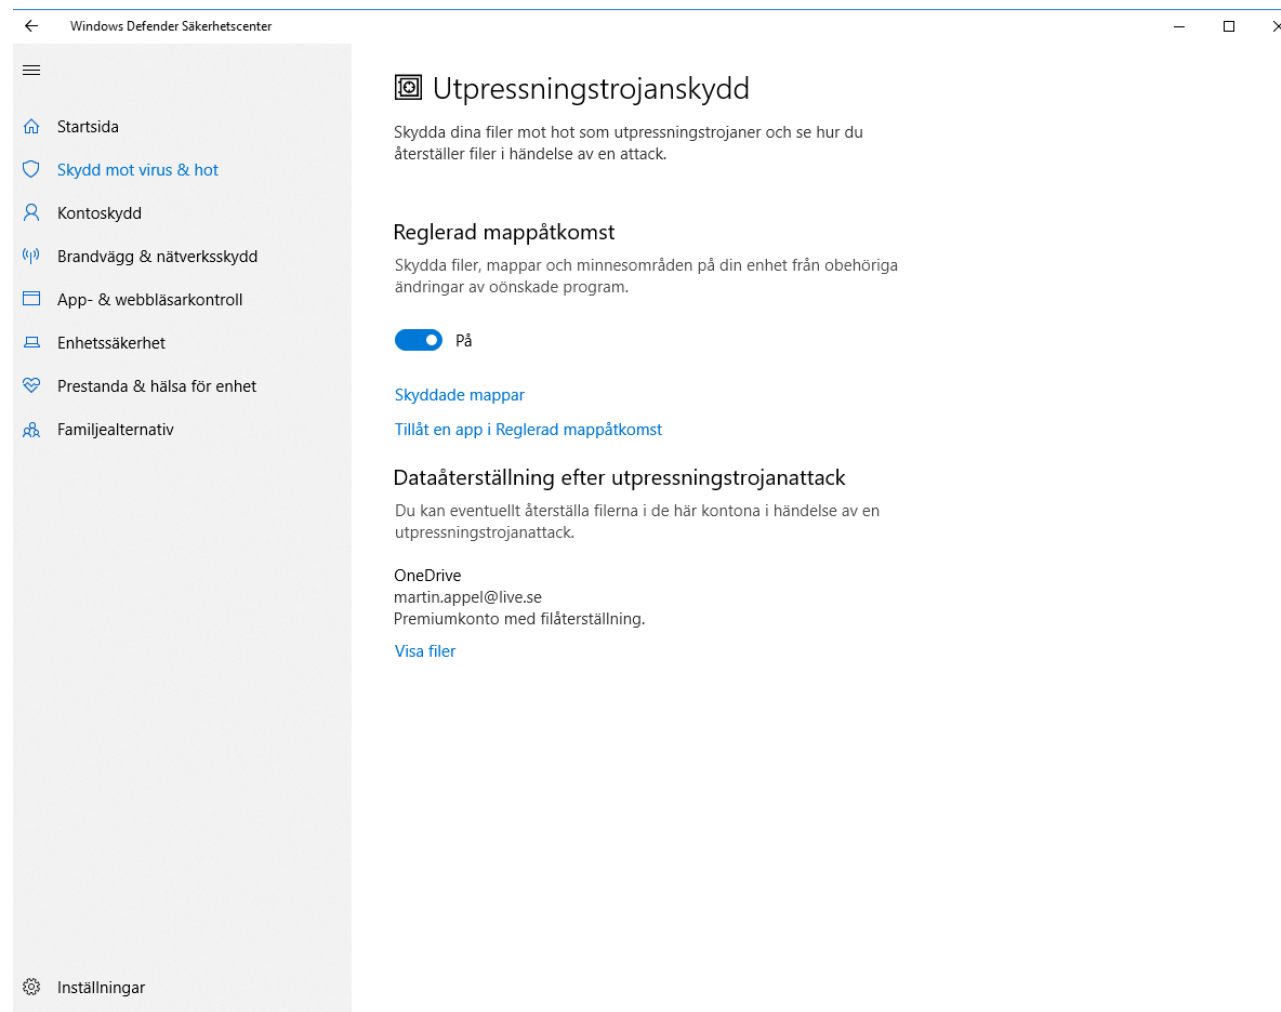 Windows Defender Säkerhetscenter
Startsida
Skydd mot virus & hot
Kontoskydd
Brandvägg & nätverksskydd
App- & webbläsarkontroll
Enhetssäkerhet
Prestanda & hälsa för enhet
Familjealternativ
Inställningar
Utpressningstrojanskydd
Skydda dina filer mot hot som utpressningstrojaner och se hur du
återställer filer i händelse av en attack.
Reglerad mappåtkomst
Skydda filer, mappar och minnesområden på din enhet från obehöriga
ändringar av oönskade program.
På
Skyddade mappar
Tillåt en app i Reglerad mappåtkomst
Dataåterställning efter utpressningstrojanattack
Du kan eventuellt återställa filerna i de här kontona i händelse av en
utpressningstrojanattack.
OneDrive
martin.appel@live.se
Premiumkonto med filåterställning.
Visa filer